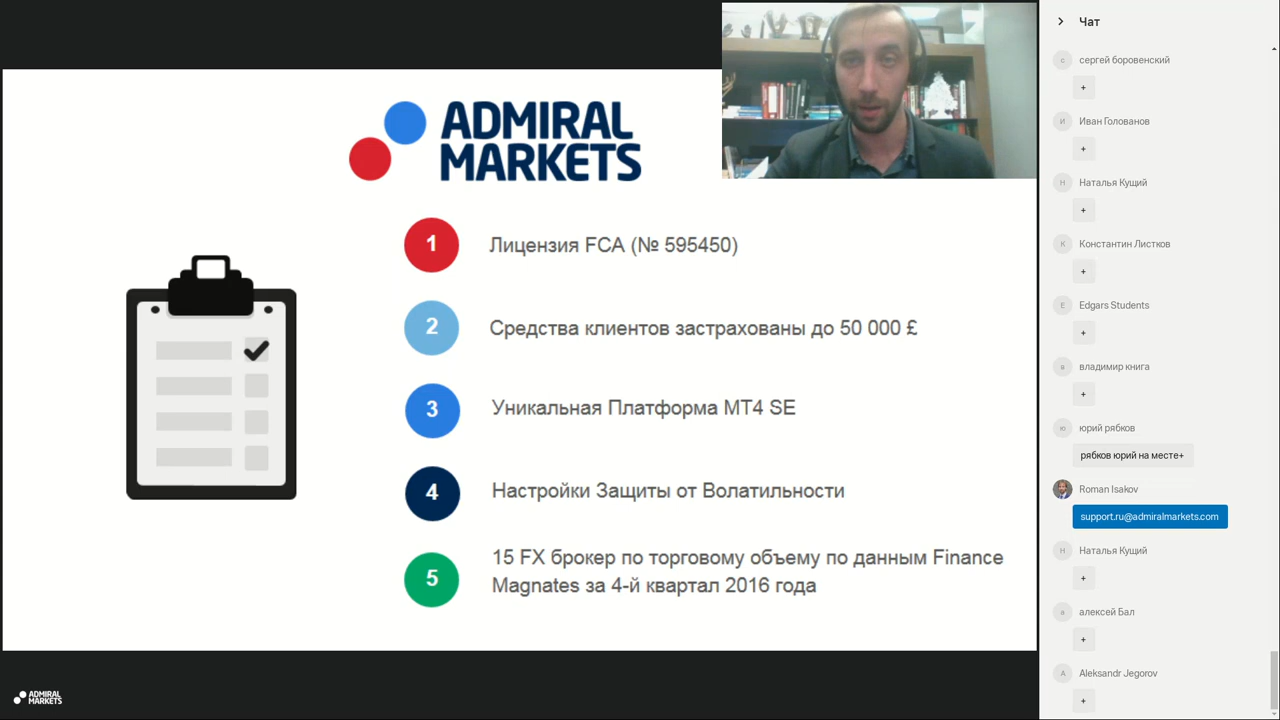 ADMIRAL
MARKETS
1
Лицензия FCA (№ 595450)
2
Средства клиентов застрахованы до 50 000 £
3
Уникальная Платформа MT4 SE
4
Настройки Защиты от Волатильности
5
15 FX брокер по торговому объему по данным Finance
Magnates за 4-й квартал 2016 года
ADMIRAL
MARKETS
Чат
с
сергей боровенский
+
И
Иван Голованов
+
Н
Наталья Кущий
+
К
Константин Листков
+
E
Edgars Students
+
в
владимир книга
+
ю
юрий рябков
рябков юрий на месте+
Roman Isakov
support.ru@admiralmarkets.com
Н
Наталья Кущий
+
а
алексей Бал
+
A
Aleksandr Jegorov
+